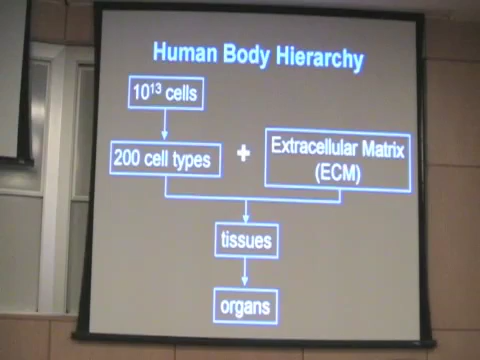 Human Body Hierarchy
10¹³ cells
200 cell types + Extracellular Matrix
(ECM)
tissues
organs